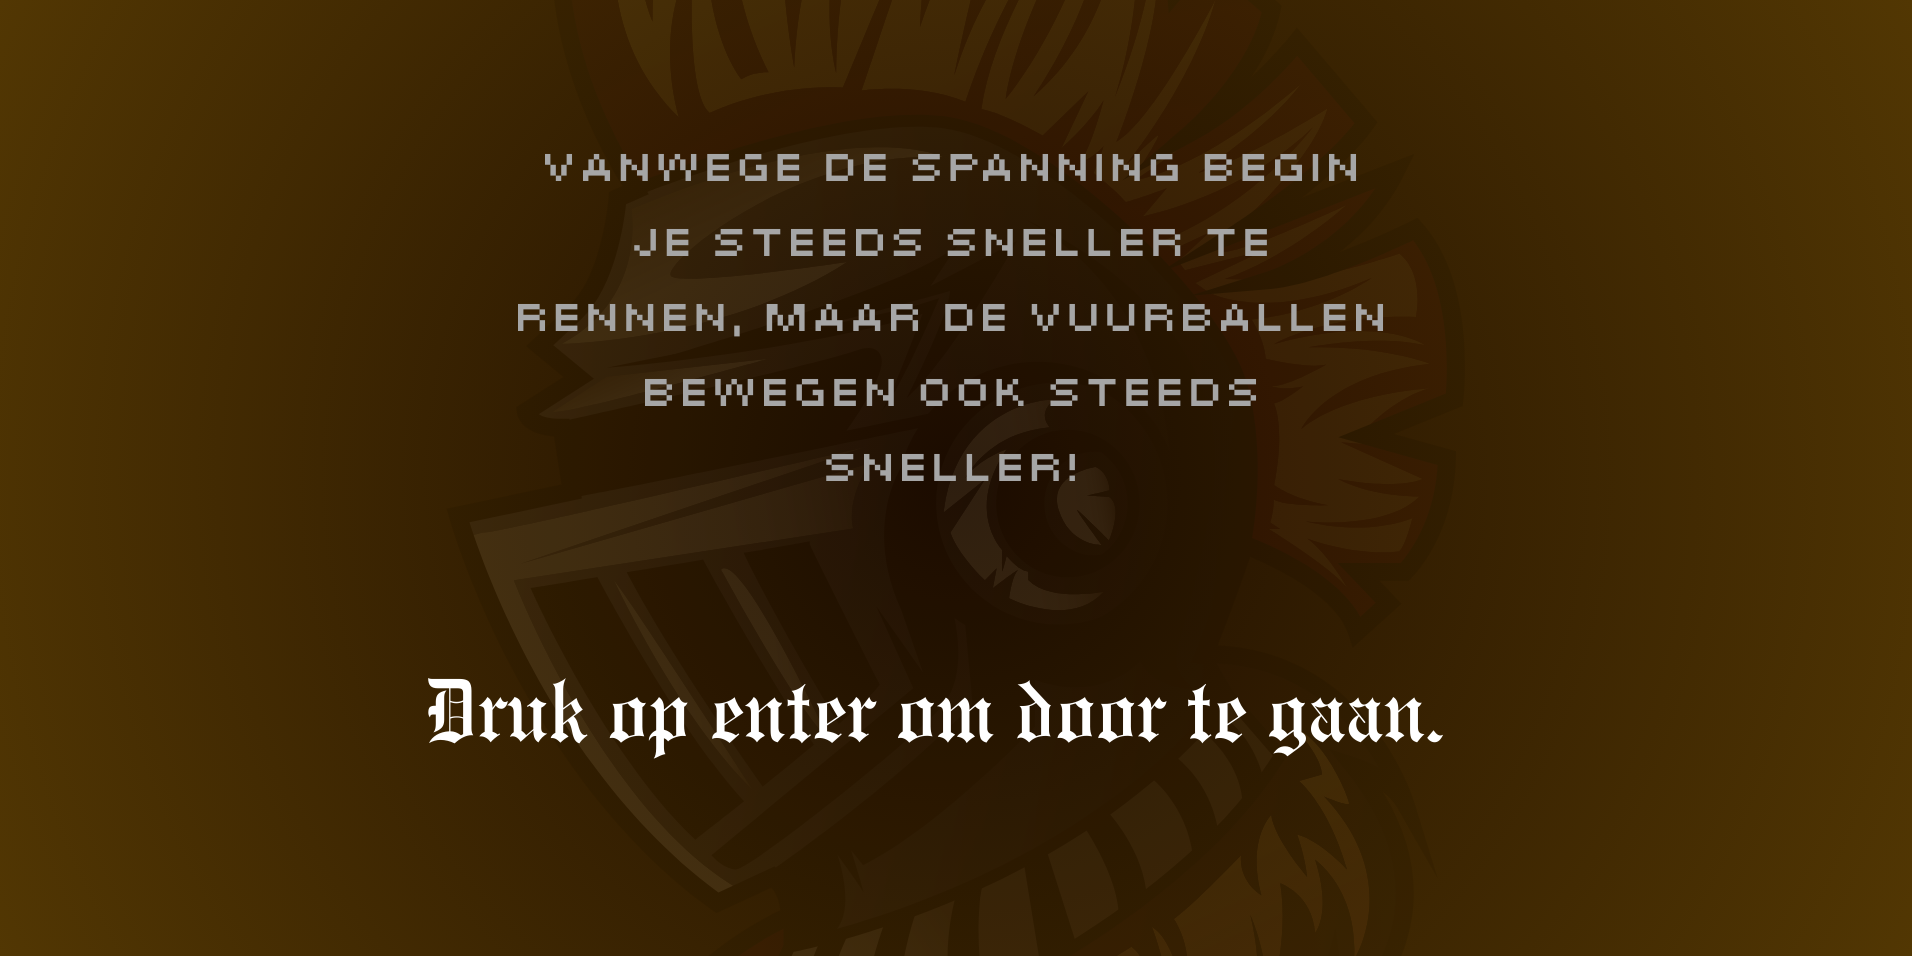 VANWEGE DE SPANNING BEGIN
JE STEEDS SNELLER TE
RENNEN, MAAR DE VUURBALLEN
BEWEGEN OOK STEEDS
SNELLER!
Druk op enter om door te gaan.